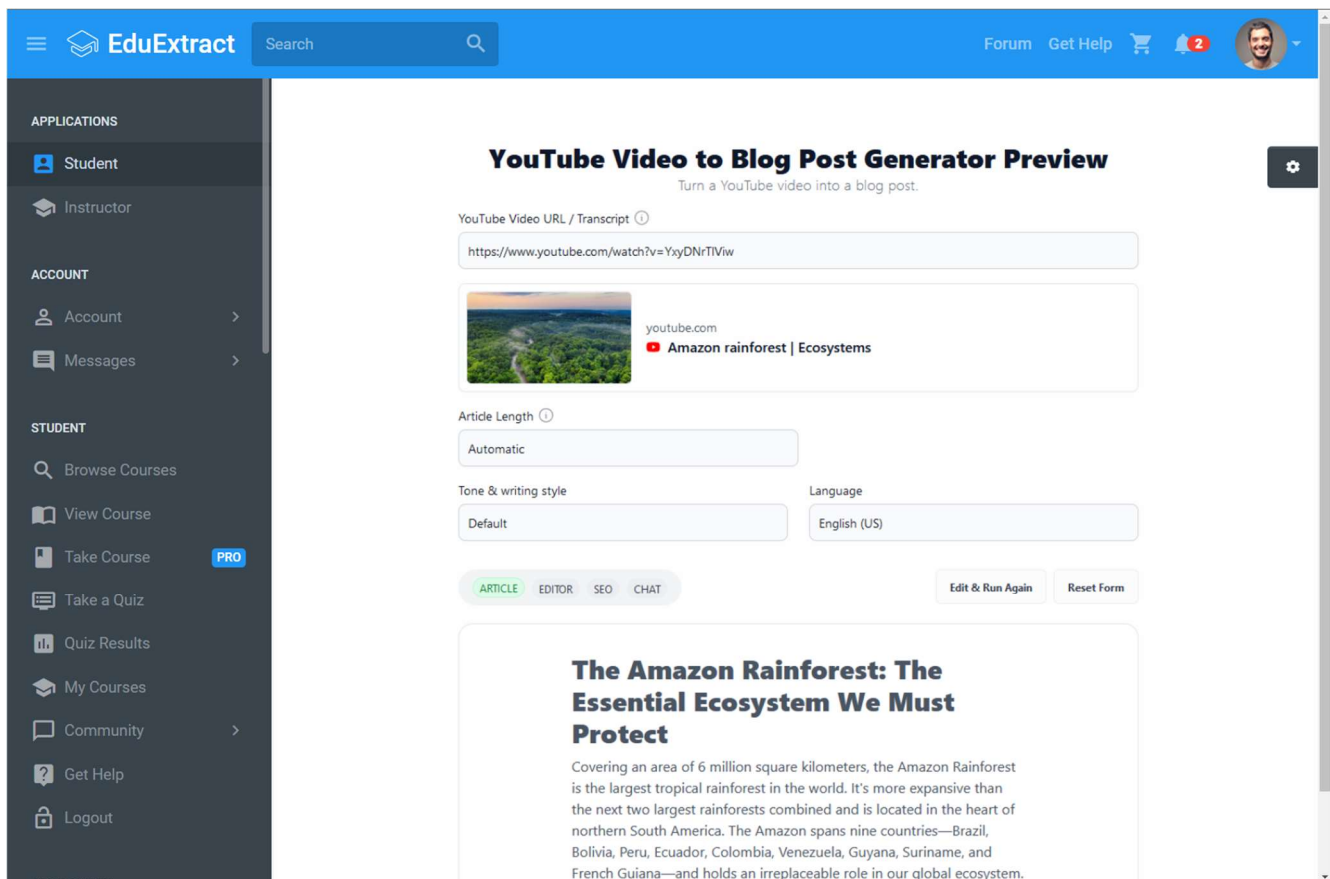 EduExtract
Search
Forum Get Help
2
APPLICATIONS
Student
Instructor
ACCOUNT
Account
Messages
STUDENT
Browse Courses
View Course
Take Course PRO
Take a Quiz
Quiz Results
My Courses
Community
Get Help
Logout
YouTube Video to Blog Post Generator Preview
Turn a YouTube video into a blog post.
YouTube Video URL / Transcript
https://www.youtube.com/watch?v=YxyDNrTlViw
youtube.com
Amazon rainforest | Ecosystems
Article Length
Automatic
Tone & writing style
Default
Language
English (US)
ARTICLE EDITOR SEO CHAT
Edit & Run Again
Reset Form
The Amazon Rainforest: The
Essential Ecosystem We Must
Protect
Covering an area of 6 million square kilometers, the Amazon Rainforest
is the largest tropical rainforest in the world. It's more expansive than
the next two largest rainforests combined and is located in the heart of
northern South America. The Amazon spans nine countries—Brazil,
Bolivia, Peru, Ecuador, Colombia, Venezuela, Guyana, Suriname, and
French Guiana—and holds an irreplaceable role in our global ecosystem.